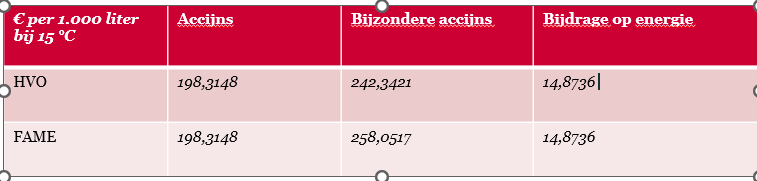 € per 1.000 liter
bij 15 °C
Accijns
Bijzondere accijns
Bijdrage op energie
HVO
198,3148
242,3421
14,8736
FAME
198,3148
258,0517
14,8736